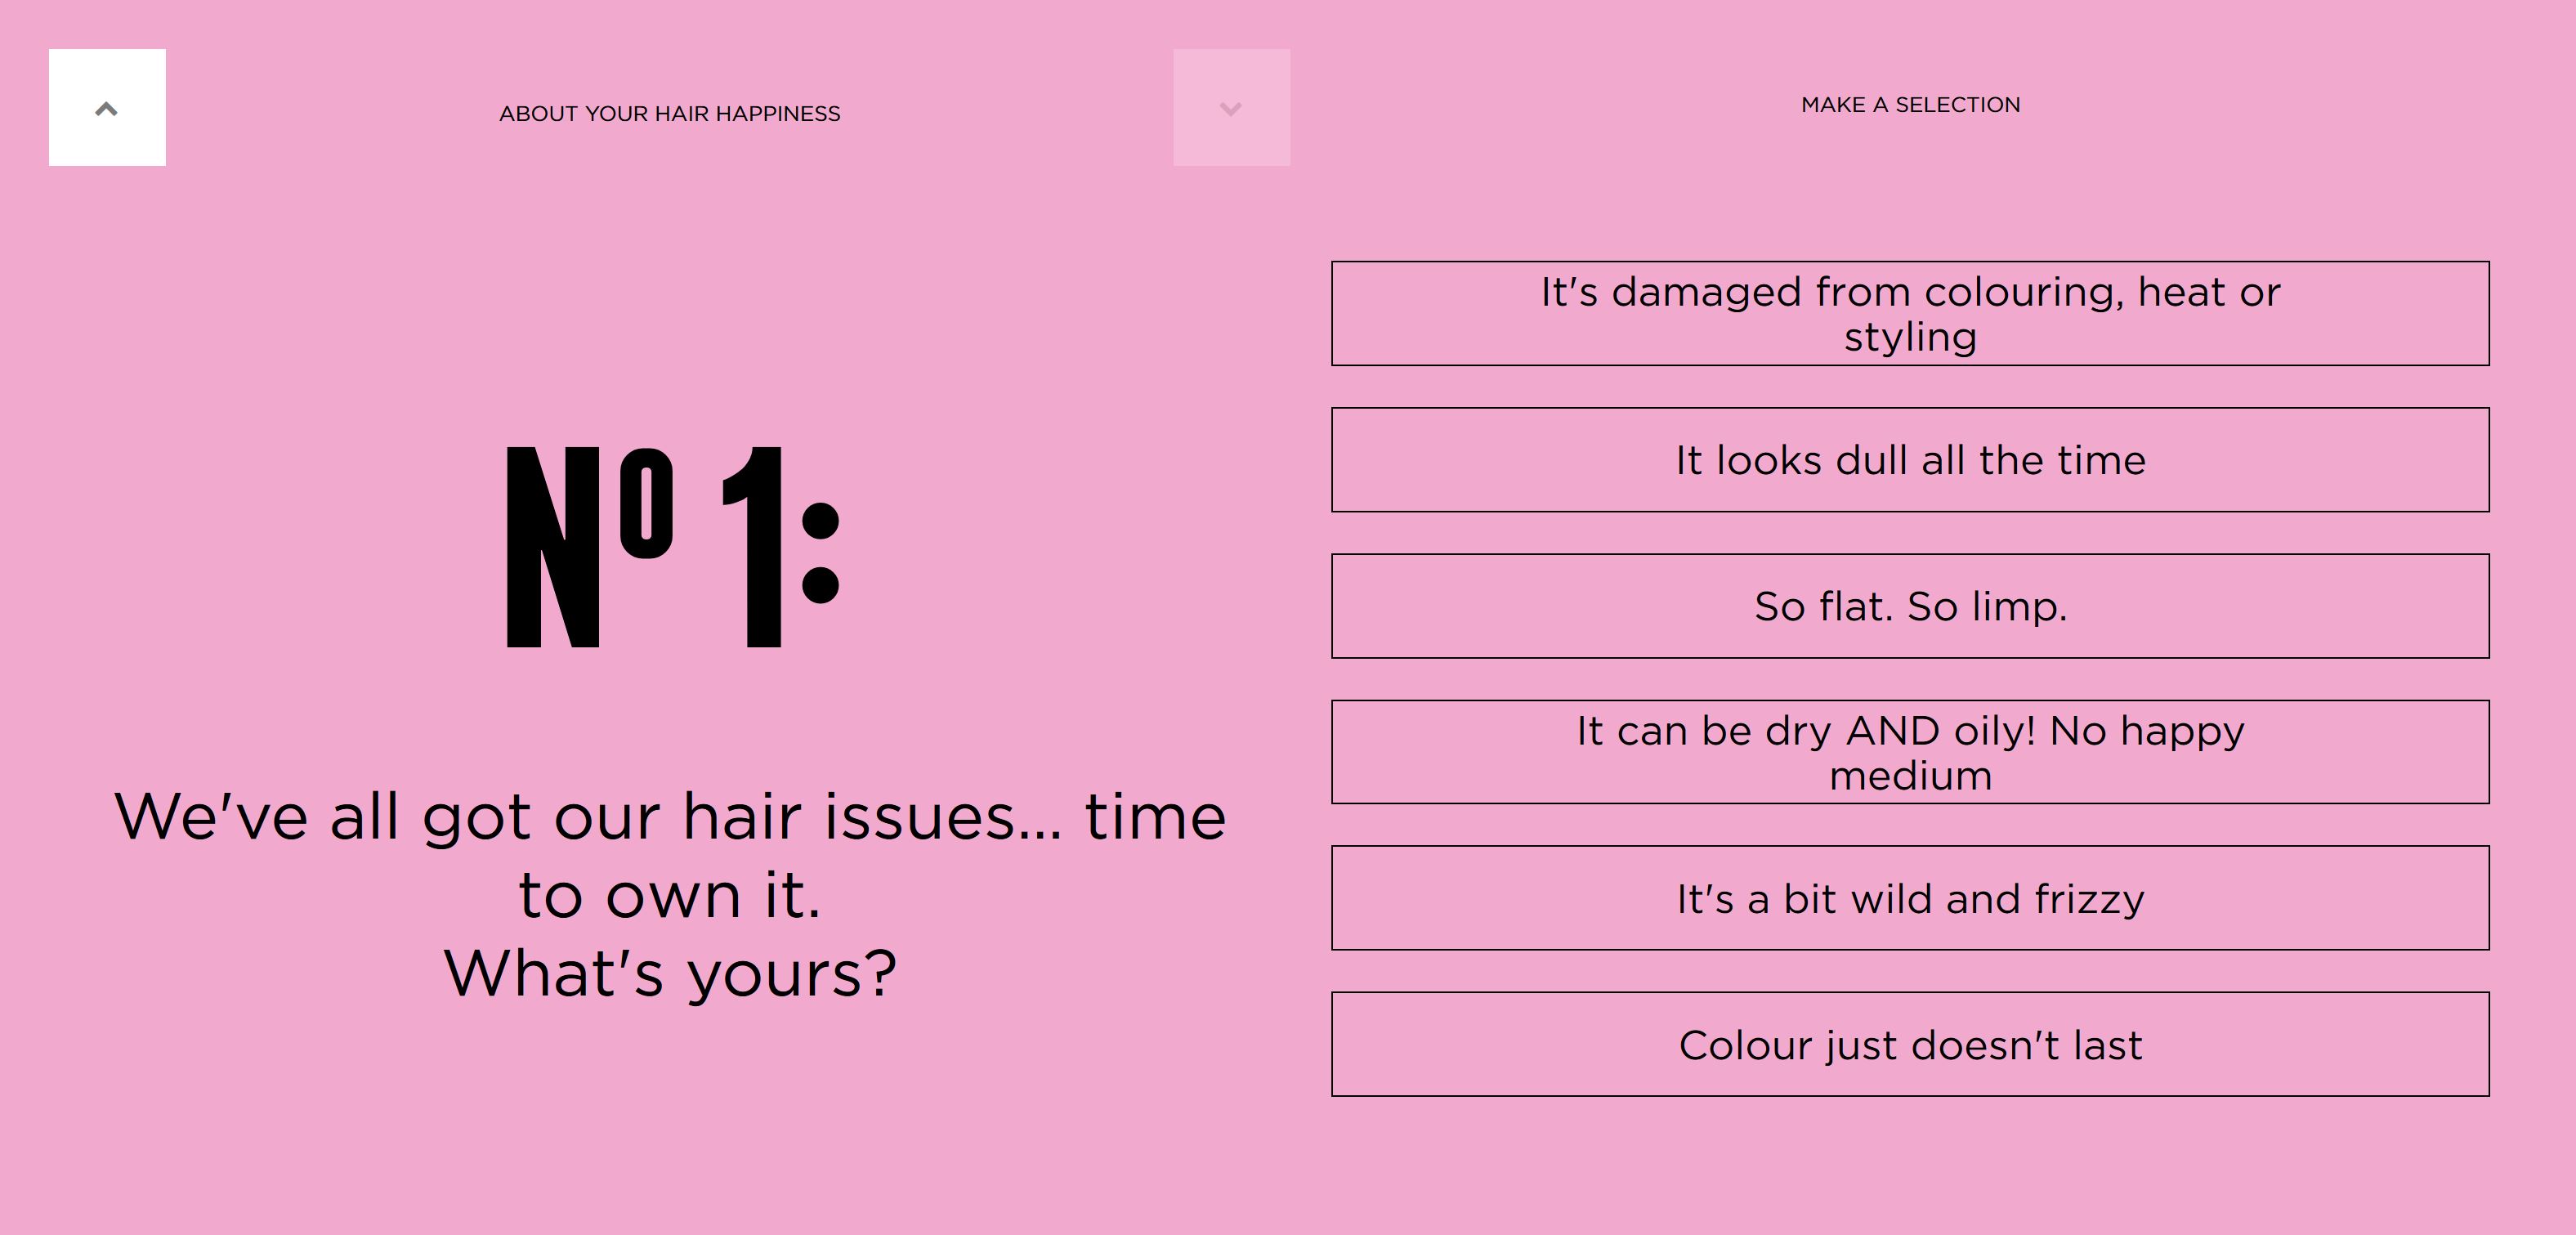 ABOUT YOUR HAIR HAPPINESS
Nº 1:
We've all got our hair issues... time
to own it.
What's yours?
MAKE A SELECTION
It's damaged from colouring, heat or
styling
It looks dull all the time
So flat. So limp.
It can be dry AND oily! No happy
medium
It's a bit wild and frizzy
Colour just doesn't last